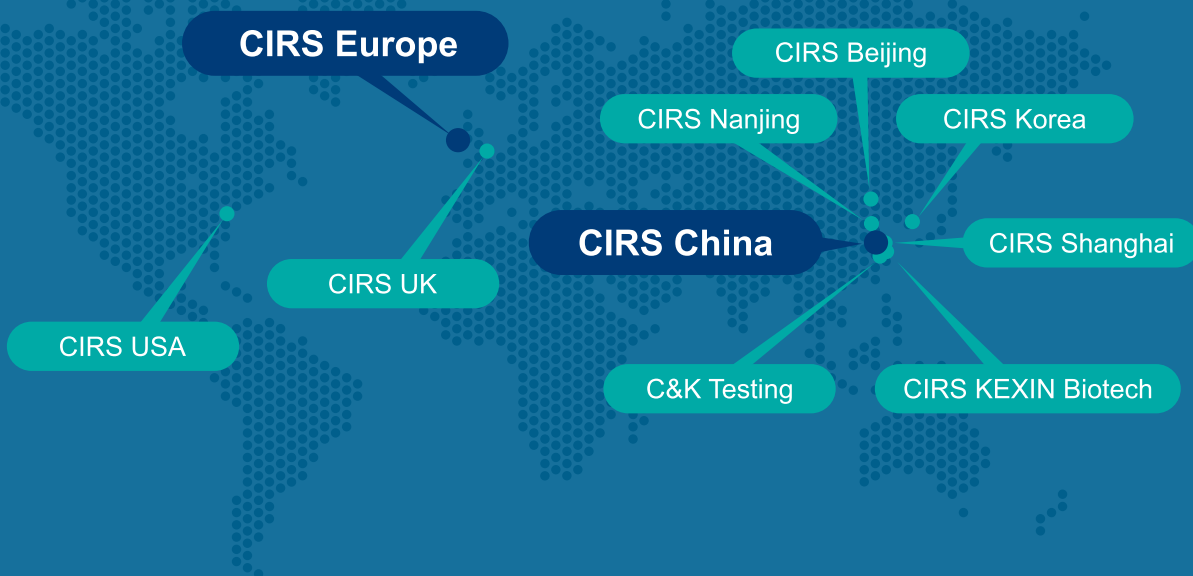 CIRS Europe
CIRS Beijing
CIRS Nanjing
CIRS Korea
CIRS China
CIRS Shanghai
CIRS UK
CIRS USA
C&K Testing
CIRS KEXIN Biotech